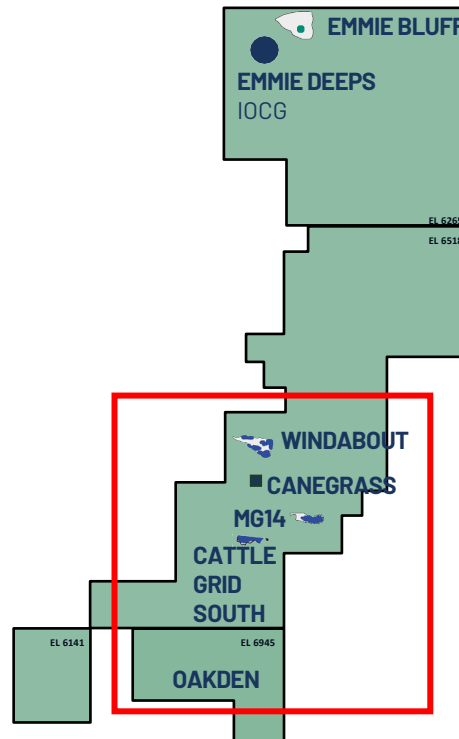 EMMIE BLUFF
EMMIE DEEPS
IOCG
EL 6265
EL 6518
WINDABOUT
CANEGRASS
MG14
CATTLE
GRID
SOUTH
EL 6141
EL 6945
OAKDEN